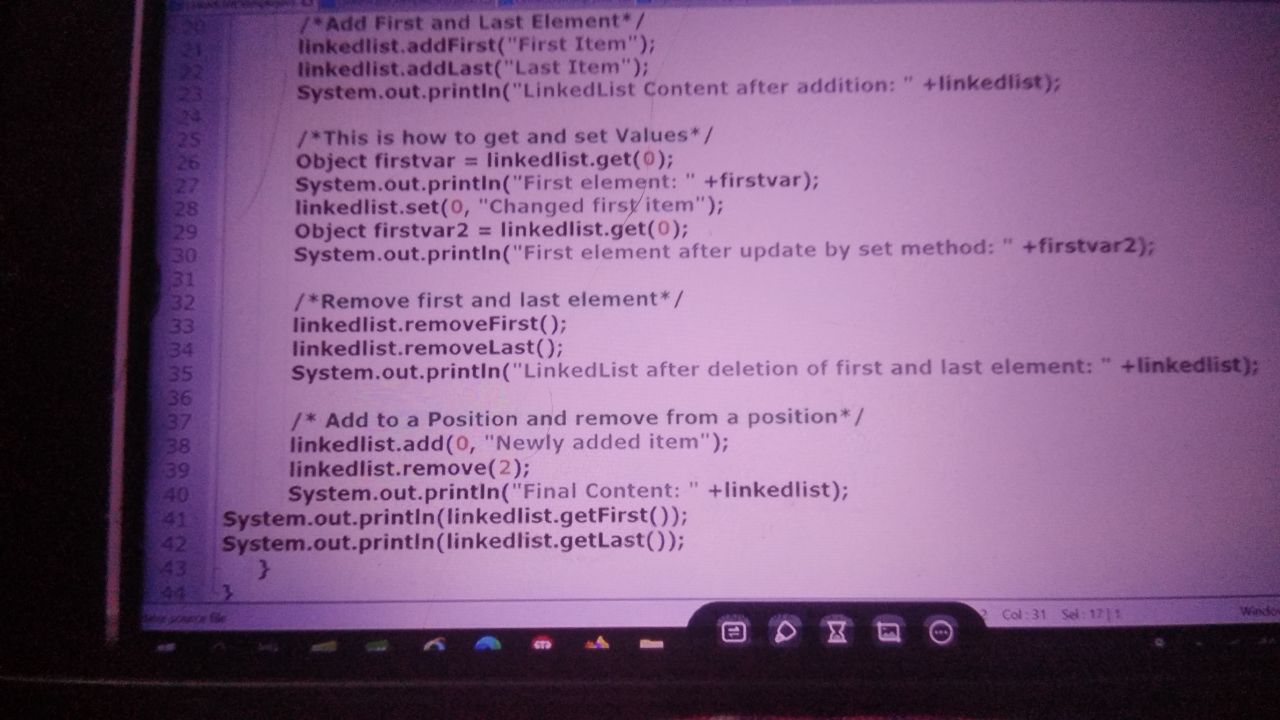 20 /*Add First and Last Element*/
21 linkedlist.addFirst("First Item");
22 linkedlist.addLast("Last Item");
23 System.out.println("LinkedList Content after addition: " +linkedlist);
24
25 /*This is how to get and set Values*/
26 Object firstvar = linkedlist.get(0);
27 System.out.println("First element: " +firstvar);
28 linkedlist.set(0, "Changed first item");
29 Object firstvar2 = linkedlist.get(0);
30 System.out.println("First element after update by set method: " +firstvar2);
31
32 /*Remove first and last element*/
33 linkedlist.removeFirst();
34 linkedlist.removeLast();
35 System.out.println("LinkedList after deletion of first and last element: " +linkedlist);
36
37 /* Add to a Position and remove from a position*/
38 linkedlist.add(0, "Newly added item");
39 linkedlist.remove(2);
40 System.out.println("Final Content: " +linkedlist);
41 System.out.println(linkedlist.getFirst());
42 System.out.println(linkedlist.getLast());
43 }
44 }
source file Col : 31 Sel : 17 | 1